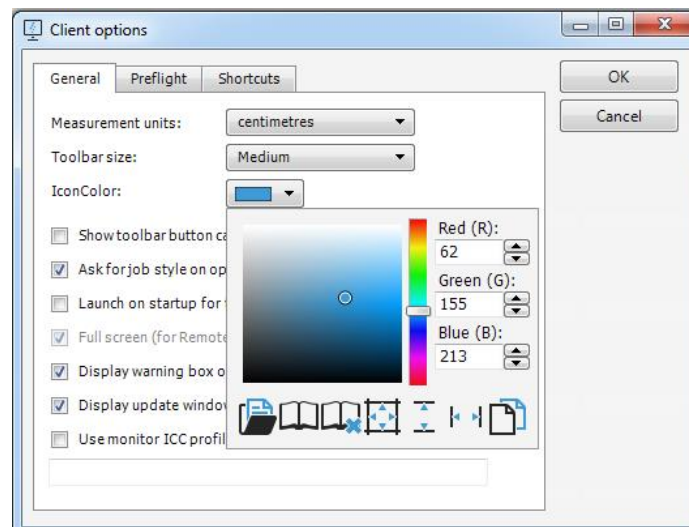 Client options
General Preflight Shortcuts
OK
Cancel
Measurement units: centimetres
Toolbar size: Medium
IconColor:
Show toolbar button ca
Ask for job style on op
Launch on startup for
Full screen (for Remote
Display warning box o
Display update window
Use monitor ICC profil
Red (R):
62
Green (G):
155
Blue (B):
213